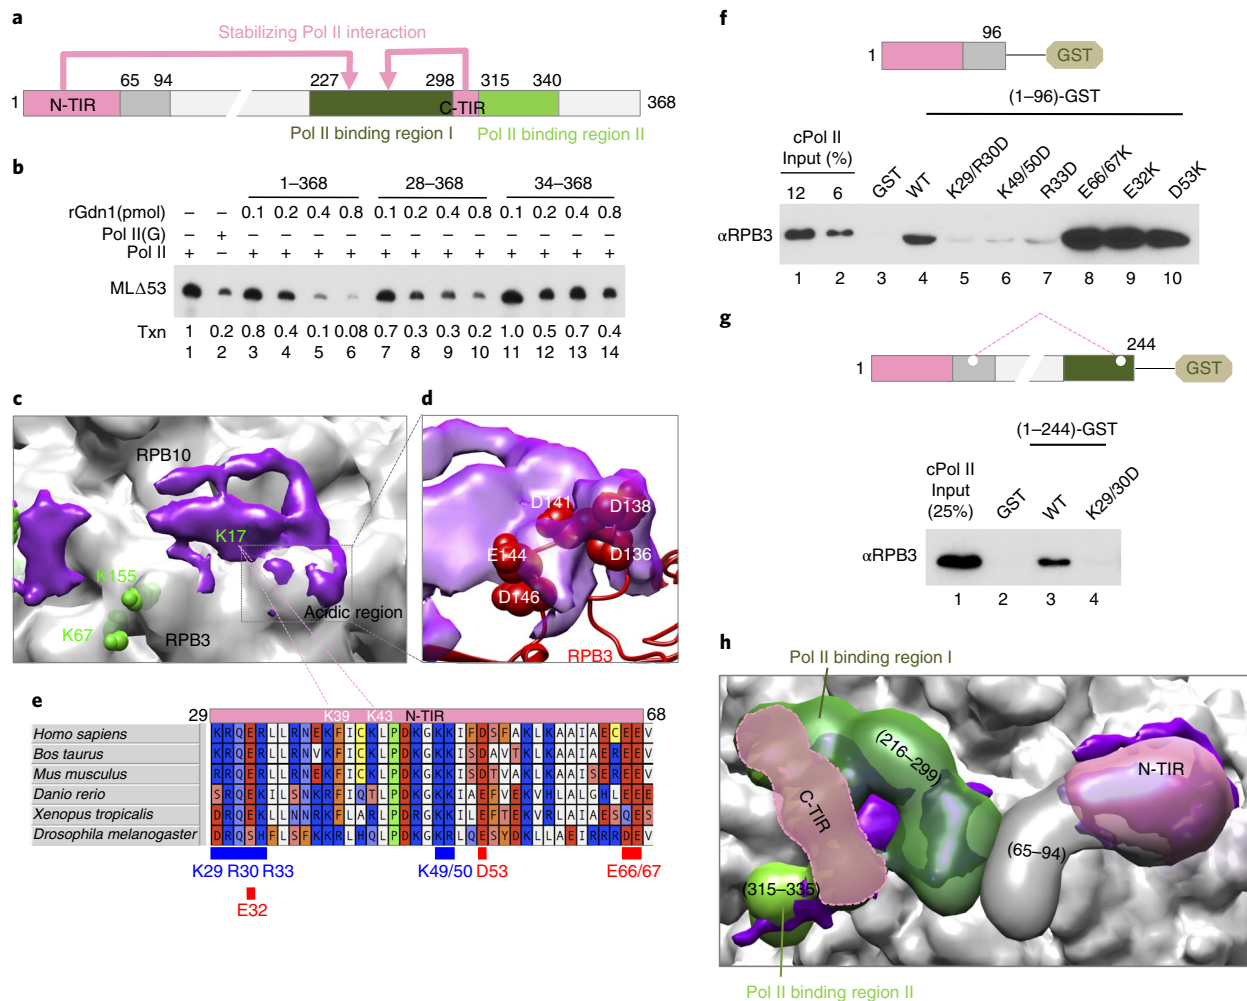 a
Stabilizing Pol II interaction
65 94 227 298 315 340
1 N-TIR C-TIR 368
Pol II binding region I Pol II binding region II
b
1–368 28–368 34–368
rGdn1(pmol) – – 0.1 0.2 0.4 0.8 0.1 0.2 0.4 0.8 0.1 0.2 0.4 0.8
Pol II(G) – + – – – – – – – – – – – –
Pol II + – + + + + + + + + + + + +
MLΔ53
Txn 1 0.2 0.8 0.4 0.1 0.08 0.7 0.3 0.3 0.2 1.0 0.5 0.7 0.4
1 2 3 4 5 6 7 8 9 10 11 12 13 14
c
RPB10
K17
K155
Acidic region
K67
RPB3
d
D141
D138
E144
D136
D146
RPB3
e
29 K39 K43 N-TIR 68
Homo sapiens KRQERLLRNEKFICKLPDKGKKIFDSFAKLKAAIAECEEV
Bos taurus
Mus musculus
Danio rerio
Xenopus tropicalis
Drosophila melanogaster
K29 R30 R33 K49/50 D53 E66/67
E32
f
96
1 GST
(1–96)-GST
cPol II
Input (%)
12 6 GST WT K29/R30D K49/50D R33D E66/67K E32K D53K
αRPB3
1 2 3 4 5 6 7 8 9 10
g
244
1 GST
(1–244)-GST
cPol II
Input
(25%) GST WT K29/30D
αRPB3
1 2 3 4
h
Pol II binding region I
(216–299)
N-TIR
C-TIR
(65–94)
(315–335)
Pol II binding region II